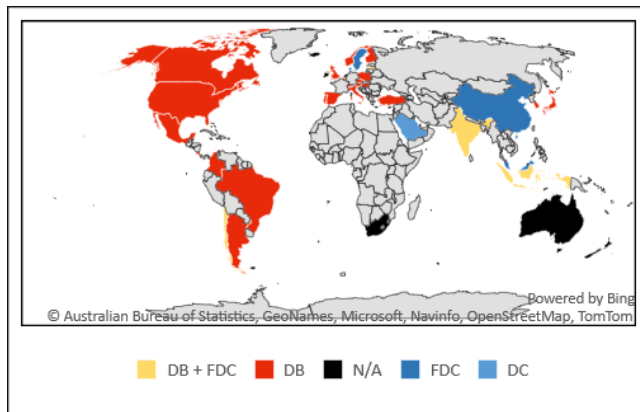 Powered by Bing
© Australian Bureau of Statistics, GeoNames, Microsoft, Navinfo, OpenStreetMap, TomTom
DB + FDC DB N/A FDC DC